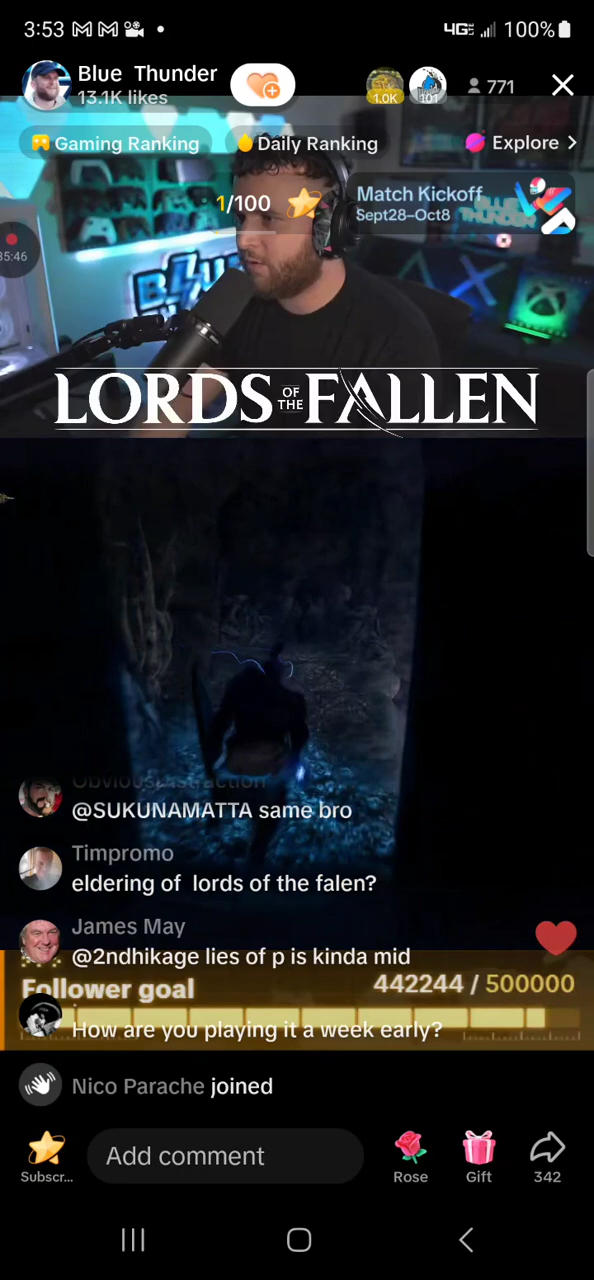 3:53
4G 100%
Blue Thunder
13.1K likes
1.0K
101
771
Gaming Ranking
Daily Ranking
Explore >
1/100
Match Kickoff
Sept28-Oct8
35:46
LORDS OF THE FALLEN
ObviousDistraction
@SUKUNAMATTA same bro
Timpromo
eldering of lords of the falen?
James May
@2ndhikage lies of p is kinda mid
Follower goal
442244 / 500000
How are you playing it a week early?
Nico Parache joined
Subscr...
Add comment
Rose
Gift
342